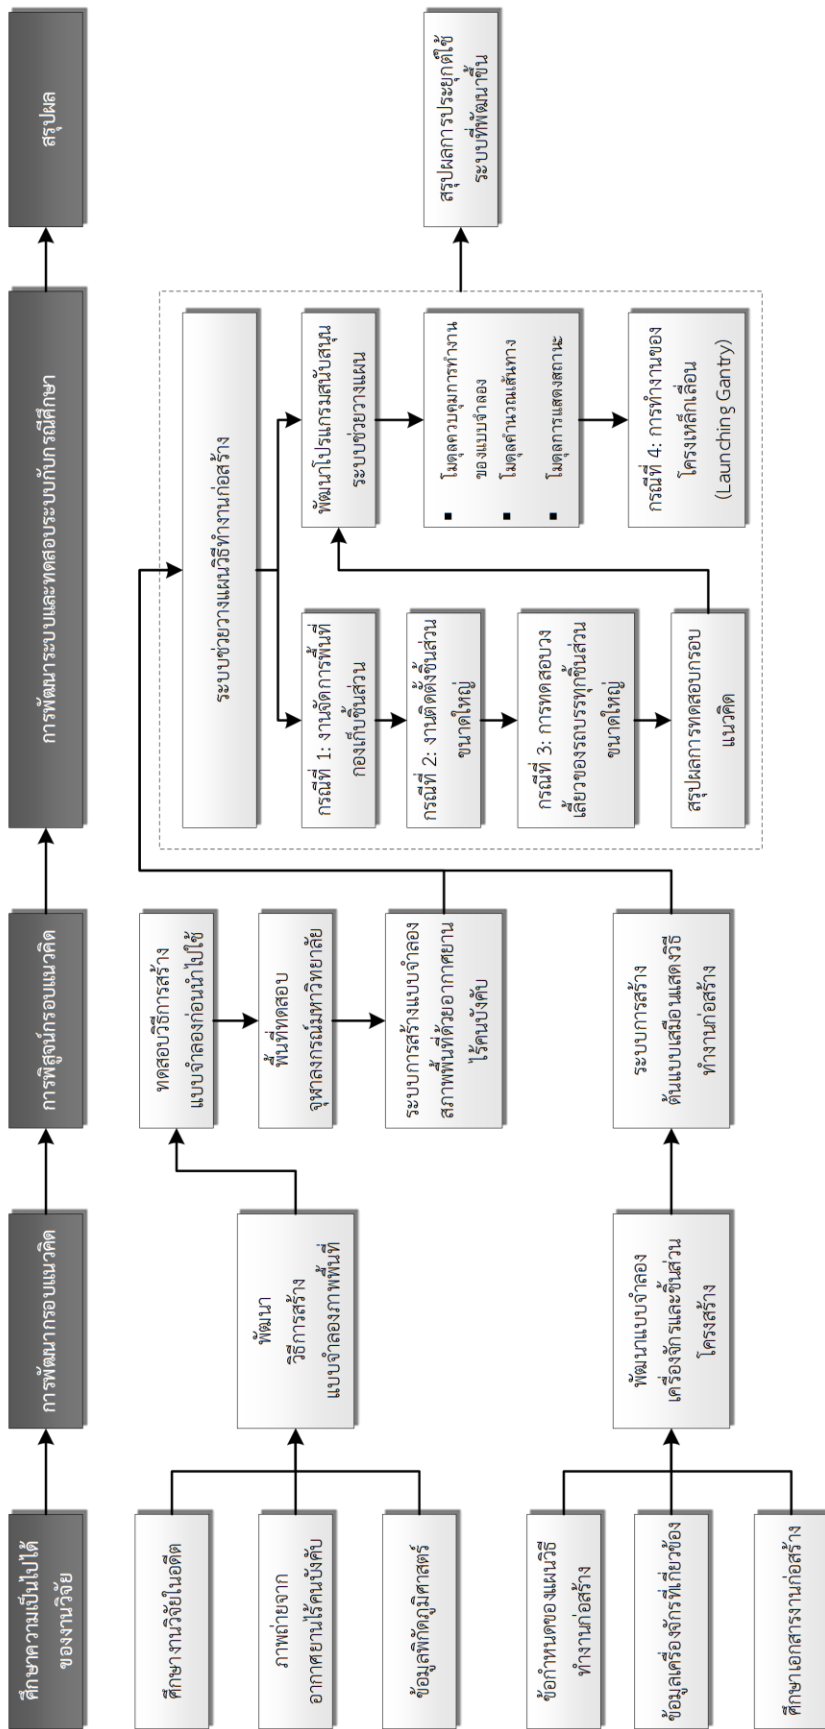 ศึกษาความเป็นไปได้
ของงานวิจัย
การพัฒนากรอบแนวคิด
การพิสูจน์กรอบแนวคิด
การพัฒนาระบบและทดสอบระบบกับกรณีศึกษา
สรุปผล
ศึกษางานวิจัยในอดีต
ภาพถ่ายจาก
อากาศยานไร้คนบังคับ
ข้อมูลพิกัดภูมิศาสตร์
ข้อกำหนดของแผนวิธี
ทำงานก่อสร้าง
ข้อมูลเครื่องจักรที่เกี่ยวข้อง
ศึกษาเอกสารงานก่อสร้าง
พัฒนา
วิธีการสร้าง
แบบจำลองภาพพื้นที่
พัฒนาแบบจำลอง
เครื่องจักรและชิ้นส่วน
โครงสร้าง
ทดสอบวิธีการสร้าง
แบบจำลองก่อนนำไปใช้
พื้นที่ทดสอบ
จุฬาลงกรณ์มหาวิทยาลัย
ระบบการสร้างแบบจำลอง
สภาพพื้นที่ด้วยอากาศยาน
ไร้คนบังคับ
ระบบการสร้าง
ต้นแบบเสมือนแสดงวิธี
ทำงานก่อสร้าง
ระบบช่วยวางแผนวิธีทำงานก่อสร้าง
กรณีที่ 1: งานจัดการพื้นที่
กองเก็บชิ้นส่วน
กรณีที่ 2: งานติดตั้งชิ้นส่วน
ขนาดใหญ่
กรณีที่ 3: การทดสอบวง
เลี้ยวของรถบรรทุกชิ้นส่วน
ขนาดใหญ่
สรุปผลการทดสอบกรอบ
แนวคิด
พัฒนาโปรแกรมสนับสนุน
ระบบช่วยวางแผน
▪ โมดุลควบคุมการทำงาน
ของแบบจำลอง
▪ โมดุลคำนวณเส้นทาง
▪ โมดุลการแสดงสถานะ
กรณีที่ 4: การทำงานของ
โครงเหล็กเลื่อน
(Launching Gantry)
สรุปผลการประยุกต์ใช้
ระบบที่พัฒนาขึ้น